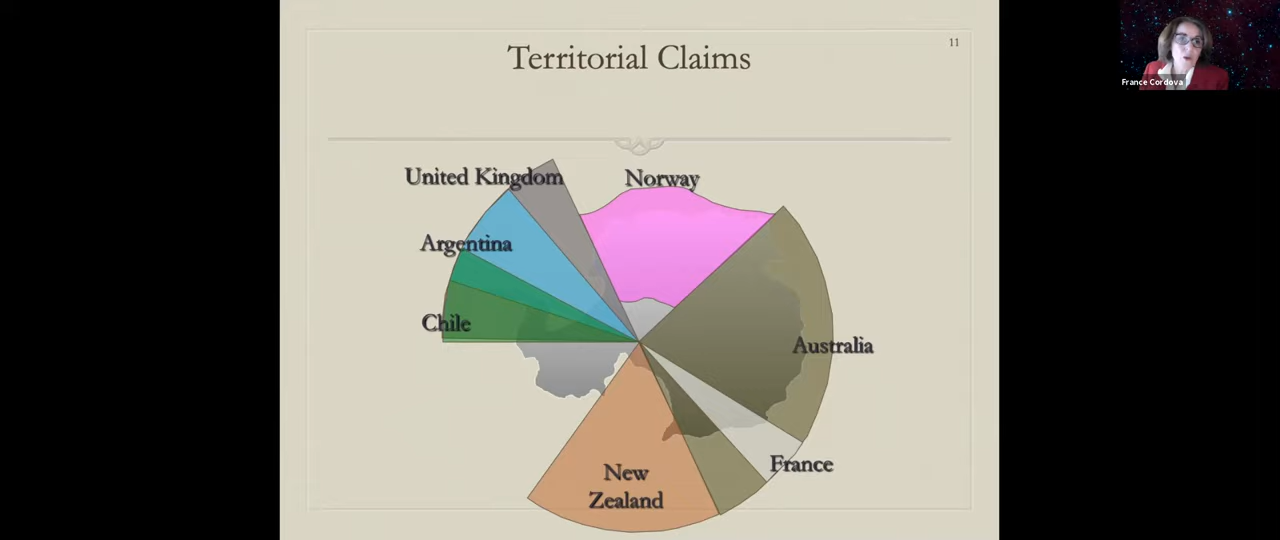 Territorial Claims
11
France Cordova
United Kingdom
Norway
Argentina
Chile
Australia
France
New
Zealand